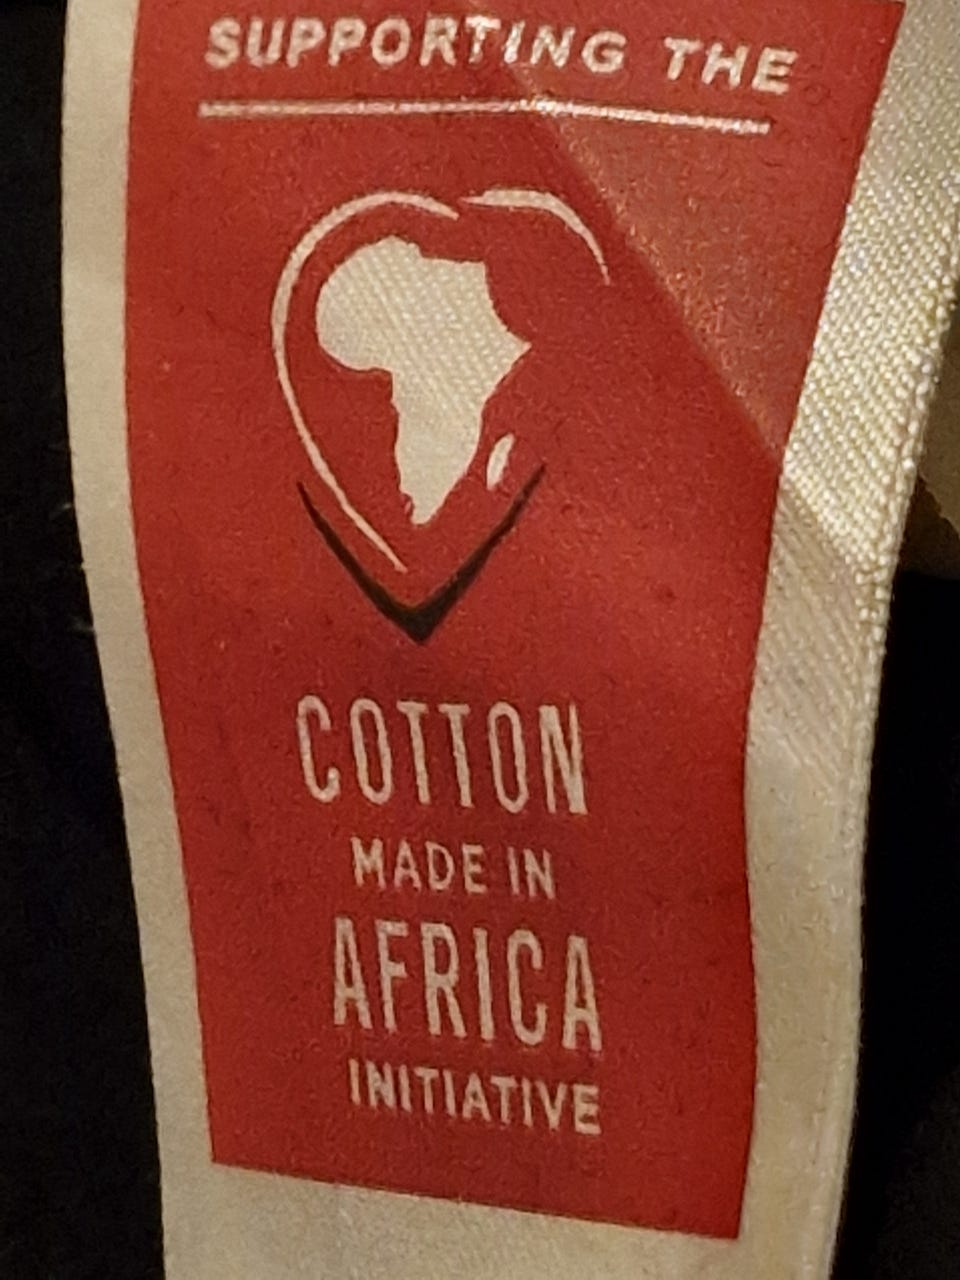 SUPPORTING THE
COTTON
MADE IN
AFRICA
INITIATIVE